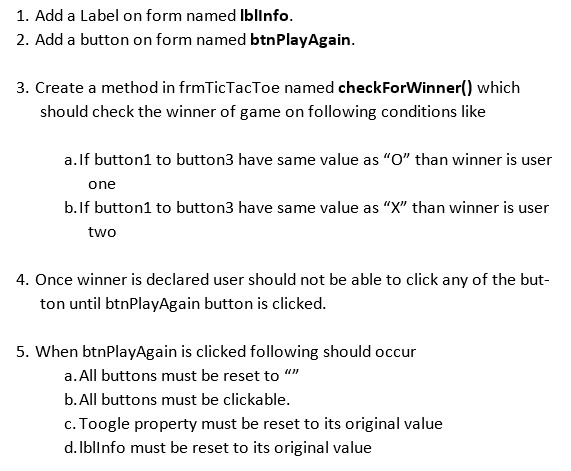 1. Add a Label on form named lblInfo.
2. Add a button on form named btnPlayAgain.
3. Create a method in frmTicTacToe named checkForWinner() which
should check the winner of game on following conditions like
a. If button1 to button3 have same value as “O” than winner is user
one
b. If button1 to button3 have same value as “X” than winner is user
two
4. Once winner is declared user should not be able to click any of the but-
ton until btnPlayAgain button is clicked.
5. When btnPlayAgain is clicked following should occur
a. All buttons must be reset to “”
b. All buttons must be clickable.
c. Toogle property must be reset to its original value
d. lblInfo must be reset to its original value